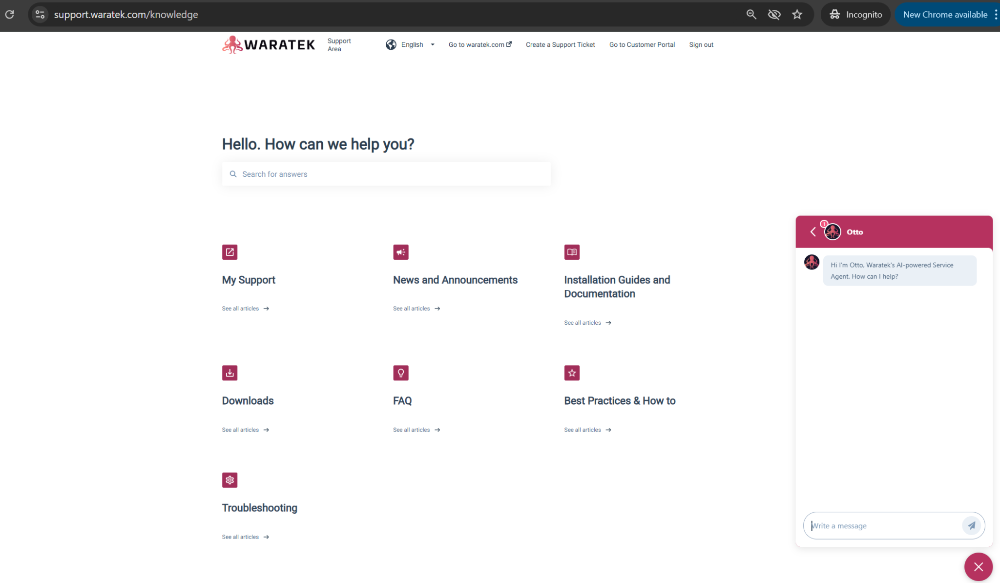 support.waratek.com/knowledge
Incognito
New Chrome available
WARATEK
Support
Area
English
Go to waratek.com
Create a Support Ticket
Go to Customer Portal
Sign out
Hello. How can we help you?
Search for answers
My Support
See all articles
News and Announcements
See all articles
Installation Guides and
Documentation
See all articles
Downloads
See all articles
FAQ
See all articles
Best Practices & How to
See all articles
Troubleshooting
See all articles
1
Otto
Hi I'm Otto, Waratek's AI-powered Service
Agent. How can I help?
Write a message